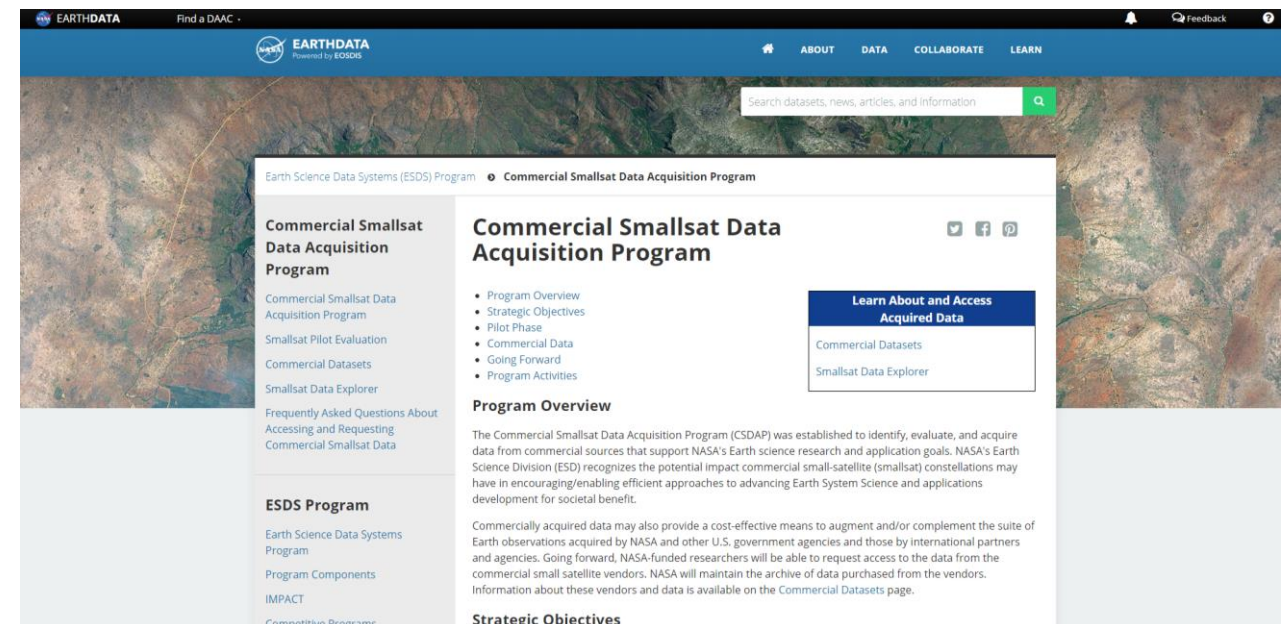 EARTHDATA
Find a DAAC
Feedback
EARTHDATA
Powered by EOSDIS
ABOUT DATA COLLABORATE LEARN
Search datasets, news, articles, and information
Earth Science Data Systems (ESDS) Program Commercial Smallsat Data Acquisition Program
Commercial Smallsat
Data Acquisition
Program
Commercial Smallsat Data
Acquisition Program
Smallsat Pilot Evaluation
Commercial Datasets
Smallsat Data Explorer
Frequently Asked Questions About
Accessing and Requesting
Commercial Smallsat Data
ESDS Program
Earth Science Data Systems
Program
Program Components
IMPACT
Competitive Programs
Commercial Smallsat Data
Acquisition Program
• Program Overview
• Strategic Objectives
• Pilot Phase
• Commercial Data
• Going Forward
• Program Activities
Learn About and Access
Acquired Data
Commercial Datasets
Smallsat Data Explorer
Program Overview
The Commercial Smallsat Data Acquisition Program (CSDAP) was established to identify, evaluate, and acquire
data from commercial sources that support NASA's Earth science research and application goals. NASA's Earth
Science Division (ESD) recognizes the potential impact commercial small-satellite (smallsat) constellations may
have in encouraging/enabling efficient approaches to advancing Earth System Science and applications
development for societal benefit.
Commercially acquired data may also provide a cost-effective means to augment and/or complement the suite of
Earth observations acquired by NASA and other U.S. government agencies and those by international partners
and agencies. Going forward, NASA-funded researchers will be able to request access to the data from the
commercial small satellite vendors. NASA will maintain the archive of data purchased from the vendors.
Information about these vendors and data is available on the Commercial Datasets page.
Strategic Objectives